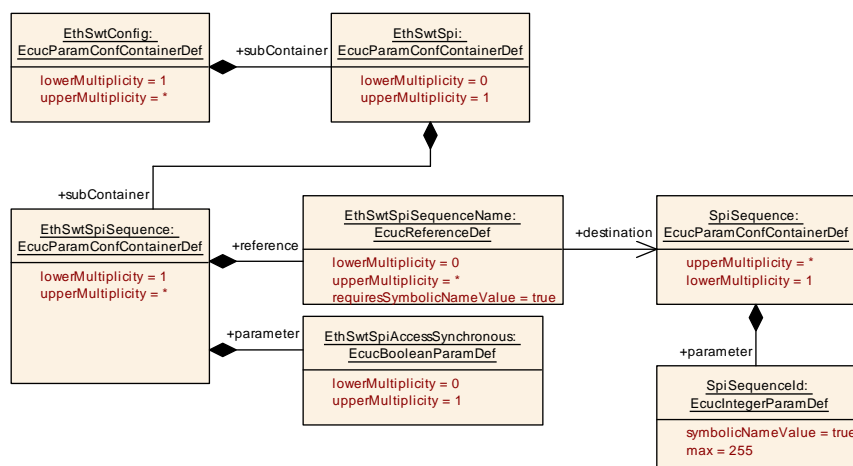 EthSwtConfig:
EcucParamConfContainerDef
lowerMultiplicity = 1
upperMultiplicity = *
+subContainer
EthSwtSpi:
EcucParamConfContainerDef
lowerMultiplicity = 0
upperMultiplicity = 1
+subContainer
EthSwtSpiSequence:
EcucParamConfContainerDef
lowerMultiplicity = 1
upperMultiplicity = *
+reference
EthSwtSpiSequenceName:
EcucReferenceDef
lowerMultiplicity = 0
upperMultiplicity = *
requiresSymbolicNameValue = true
+destination
SpiSequence:
EcucParamConfContainerDef
upperMultiplicity = *
lowerMultiplicity = 1
+parameter
EthSwtSpiAccessSynchronous:
EcucBooleanParamDef
lowerMultiplicity = 0
upperMultiplicity = 1
+parameter
SpiSequenceId:
EcucIntegerParamDef
symbolicNameValue = true
max = 255